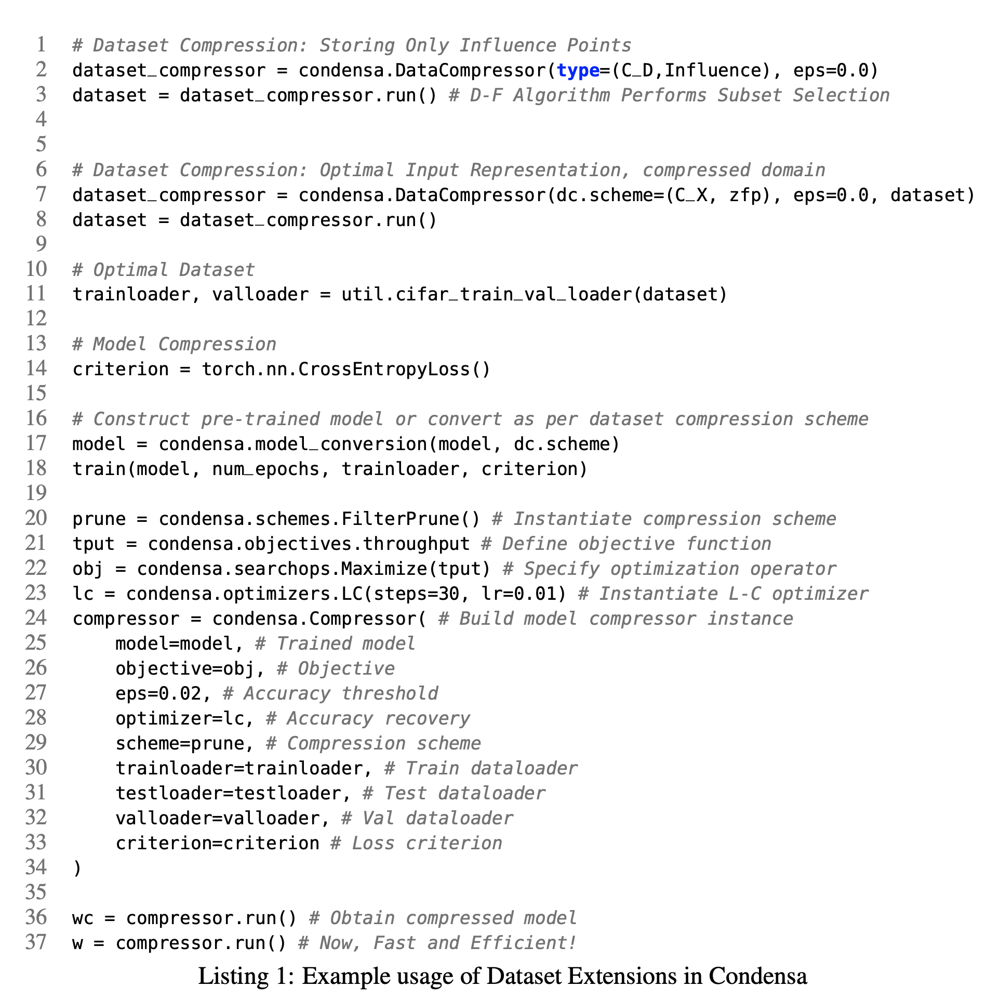 1 # Dataset Compression: Storing Only Influence Points
2 dataset_compressor = condensa.DataCompressor(type=(C_D,Influence), eps=0.0)
3 dataset = dataset_compressor.run() # D-F Algorithm Performs Subset Selection
4
5
6 # Dataset Compression: Optimal Input Representation, compressed domain
7 dataset_compressor = condensa.DataCompressor(dc.scheme=(C_X, zfp), eps=0.0, dataset)
8 dataset = dataset_compressor.run()
9
10 # Optimal Dataset
11 trainloader, valloader = util.cifar_train_val_loader(dataset)
12
13 # Model Compression
14 criterion = torch.nn.CrossEntropyLoss()
15
16 # Construct pre-trained model or convert as per dataset compression scheme
17 model = condensa.model_conversion(model, dc.scheme)
18 train(model, num_epochs, trainloader, criterion)
19
20 prune = condensa.schemes.FilterPrune() # Instantiate compression scheme
21 tput = condensa.objectives.throughput # Define objective function
22 obj = condensa.searchops.Maximize(tput) # Specify optimization operator
23 lc = condensa.optimizers.LC(steps=30, lr=0.01) # Instantiate L-C optimizer
24 compressor = condensa.Compressor( # Build model compressor instance
25     model=model, # Trained model
26     objective=obj, # Objective
27     eps=0.02, # Accuracy threshold
28     optimizer=lc, # Accuracy recovery
29     scheme=prune, # Compression scheme
30     trainloader=trainloader, # Train dataloader
31     testloader=testloader, # Test dataloader
32     valloader=valloader, # Val dataloader
33     criterion=criterion # Loss criterion
34 )
35
36 wc = compressor.run() # Obtain compressed model
37 w = compressor.run() # Now, Fast and Efficient!
Listing 1: Example usage of Dataset Extensions in Condensa